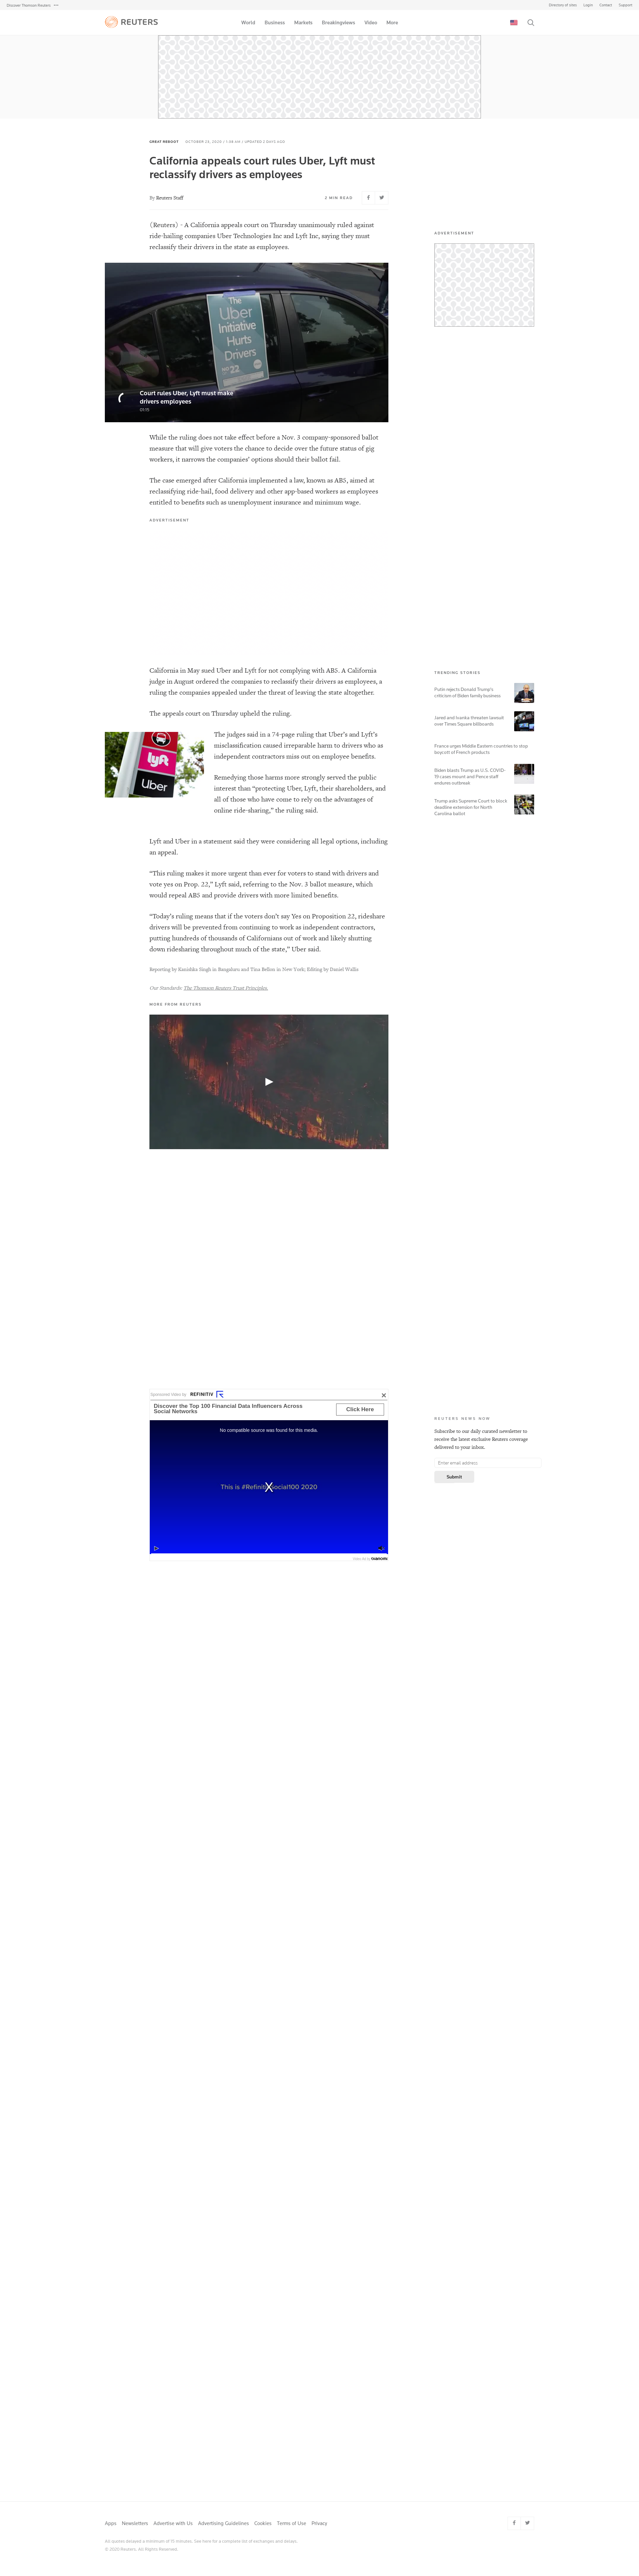 Discover Thomson Reuters
Directory of sites Login Contact Support
REUTERS
World Business Markets Breakingviews Video More
GREAT REBOOT
UPDATED 2 DAYS AGO
California appeals court rules Uber, Lyft must
reclassify drivers as employees
By Reuters Staff
2 MIN READ
(Reuters) - A California appeals court on Thursday unanimously ruled against
ride-hailing companies Uber Technologies Inc and Lyft Inc, saying they must
reclassify their drivers in the state as employees.
The
Uber
Initiative
Hurts
Drivers
NO 22
Court rules Uber, Lyft must make
drivers employees
While the ruling does not take effect before a Nov. 3 company-sponsored ballot
measure that will give voters the chance to decide over the future status of gig
workers, it narrows the companies’ options should their ballot fail.
The case emerged after California implemented a law, known as AB5, aimed at
reclassifying ride-hail, food delivery and other app-based workers as employees
entitled to benefits such as unemployment insurance and minimum wage.
ADVERTISEMENT
California in May sued Uber and Lyft for not complying with AB5. A California
judge in August ordered the companies to reclassify their drivers as employees, a
ruling the companies appealed under the threat of leaving the state altogether.
The appeals court on Thursday upheld the ruling.
lyft
Uber
The judges said in a 74-page ruling that Uber’s and Lyft’s
misclassification caused irreparable harm to drivers who as
independent contractors miss out on employee benefits.
Remedying those harms more strongly served the public
interest than “protecting Uber, Lyft, their shareholders, and
all of those who have come to rely on the advantages of
online ride-sharing,” the ruling said.
Lyft and Uber in a statement said they were considering all legal options, including
an appeal.
“This ruling makes it more urgent than ever for voters to stand with drivers and
vote yes on Prop. 22,” Lyft said, referring to the Nov. 3 ballot measure, which
would repeal AB5 and provide drivers with more limited benefits.
“Today’s ruling means that if the voters don’t say Yes on Proposition 22, rideshare
drivers will be prevented from continuing to work as independent contractors,
putting hundreds of thousands of Californians out of work and likely shutting
down ridesharing throughout much of the state,” Uber said.
Reporting by Kanishka Singh in Bengaluru and Tina Bellon in New York; Editing by Daniel Wallis
Our Standards: The Thomson Reuters Trust Principles.
MORE FROM REUTERS
Sponsored Video by REFINITIV
Discover the Top 100 Financial Data Influencers Across
Social Networks
Click Here
No compatible source was found for this media.
This is #RefinitivSocial100 2020
ADVERTISEMENT
TRENDING STORIES
Putin rejects Donald Trump's
criticism of Biden family business
Jared and Ivanka threaten lawsuit
over Times Square billboards
France urges Middle Eastern countries to stop
boycott of French products
Biden blasts Trump as U.S. COVID-
19 cases mount and Pence staff
endures outbreak
Trump asks Supreme Court to block
deadline extension for North
Carolina ballot
REUTERS NEWS NOW
Subscribe to our daily curated newsletter to
receive the latest exclusive Reuters coverage
delivered to your inbox.
Enter email address
Submit
Apps Newsletters Advertise with Us Advertising Guidelines Cookies Terms of Use Privacy
All quotes delayed a minimum of 15 minutes. See here for a complete list of exchanges and delays.
© 2020 Reuters. All Rights Reserved.